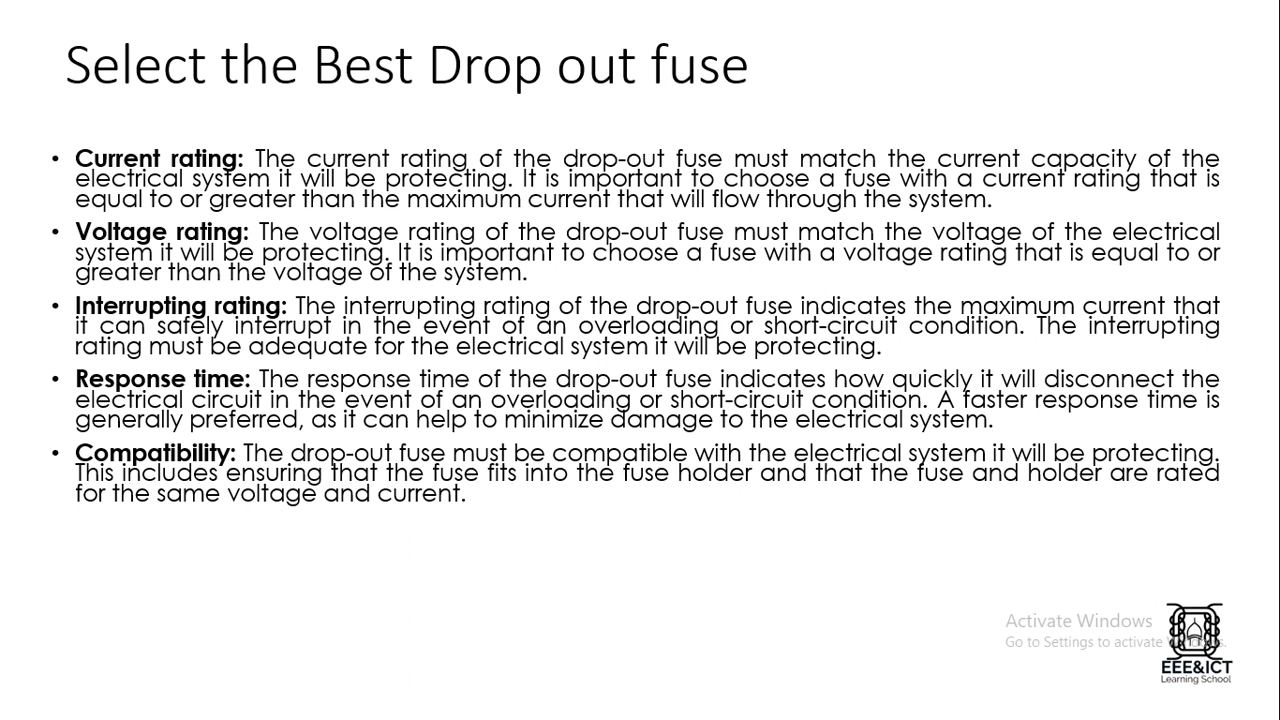 Select the Best Drop out fuse
• Current rating: The current rating of the drop-out fuse must match the current capacity of the
electrical system it will be protecting. It is important to choose a fuse with a current rating that is
equal to or greater than the maximum current that will flow through the system.
• Voltage rating: The voltage rating of the drop-out fuse must match the voltage of the electrical
system it will be protecting. It is important to choose a fuse with a voltage rating that is equal to or
greater than the voltage of the system.
• Interrupting rating: The interrupting rating of the drop-out fuse indicates the maximum current that
it can safely interrupt in the event of an overloading or short-circuit condition. The interrupting
rating must be adequate for the electrical system it will be protecting.
• Response time: The response time of the drop-out fuse indicates how quickly it will disconnect the
electrical circuit in the event of an overloading or short-circuit condition. A faster response time is
generally preferred, as it can help to minimize damage to the electrical system.
• Compatibility: The drop-out fuse must be compatible with the electrical system it will be protecting.
This includes ensuring that the fuse fits into the fuse holder and that the fuse and holder are rated
for the same voltage and current.
Activate Windows
Go to Settings to activate
EEE&ICT
Learning School